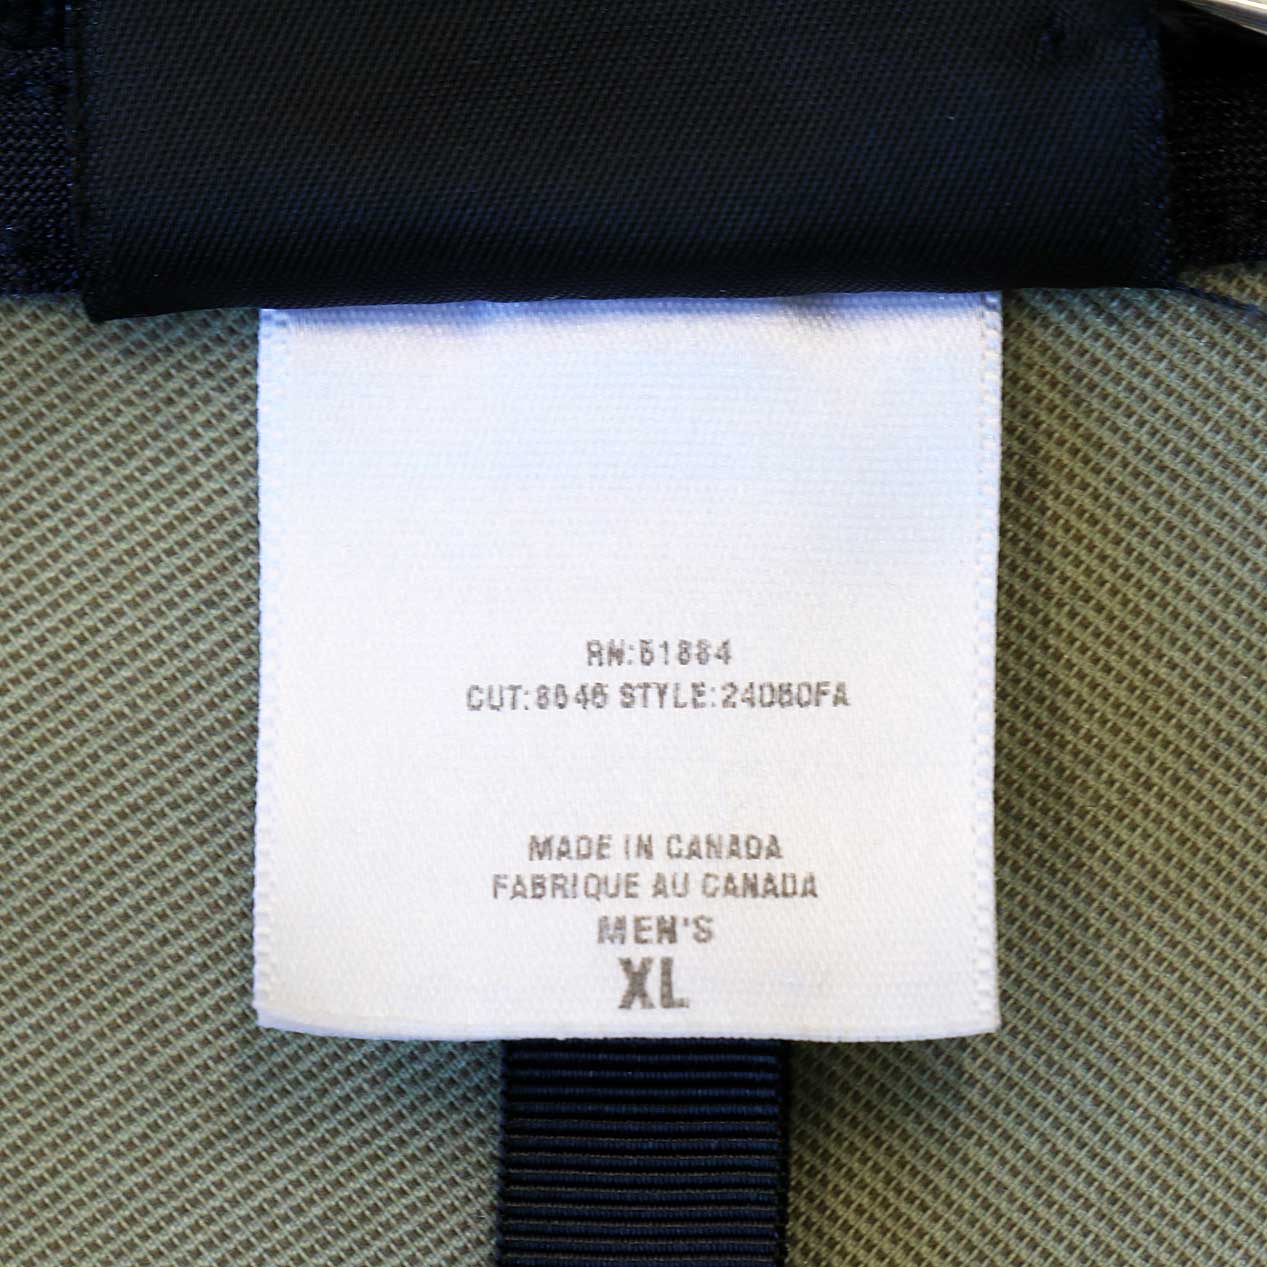 RN:51884
CUT:8646 STYLE:24060FA
MADE IN CANADA
FABRIQUE AU CANADA
MEN'S
XL